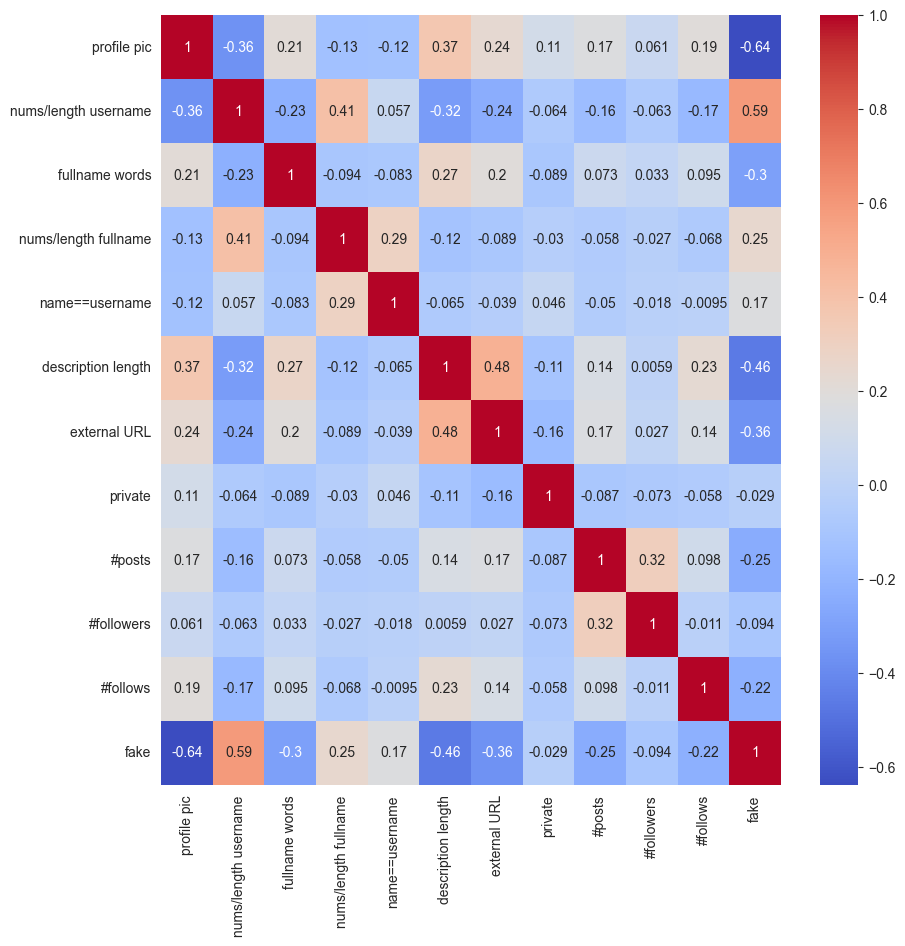 profile pic 1 -0.36 0.21 -0.13 -0.12 0.37 0.24 0.11 0.17 0.061 0.19 -0.64
nums/length username -0.36 1 -0.23 0.41 0.057 -0.32 -0.24 -0.064 -0.16 -0.063 -0.17 0.59
fullname words 0.21 -0.23 1 -0.094 -0.083 0.27 0.2 -0.089 0.073 0.033 0.095 -0.3
nums/length fullname -0.13 0.41 -0.094 1 0.29 -0.12 -0.089 -0.03 -0.058 -0.027 -0.068 0.25
name==username -0.12 0.057 -0.083 0.29 1 -0.065 -0.039 0.046 -0.05 -0.018 -0.0095 0.17
description length 0.37 -0.32 0.27 -0.12 -0.065 1 0.48 -0.11 0.14 0.0059 0.23 -0.46
external URL 0.24 -0.24 0.2 -0.089 -0.039 0.48 1 -0.16 0.17 0.027 0.14 -0.36
private 0.11 -0.064 -0.089 -0.03 0.046 -0.11 -0.16 1 -0.087 -0.073 -0.058 -0.029
#posts 0.17 -0.16 0.073 -0.058 -0.05 0.14 0.17 -0.087 1 0.32 0.098 -0.25
#followers 0.061 -0.063 0.033 -0.027 -0.018 0.0059 0.027 -0.073 0.32 1 -0.011 -0.094
#follows 0.19 -0.17 0.095 -0.068 -0.0095 0.23 0.14 -0.058 0.098 -0.011 1 -0.22
fake -0.64 0.59 -0.3 0.25 0.17 -0.46 -0.36 -0.029 -0.25 -0.094 -0.22 1
profile pic
nums/length username
fullname words
nums/length fullname
name==username
description length
external URL
private
#posts
#followers
#follows
fake
1.0
0.8
0.6
0.4
0.2
0.0
−0.2
−0.4
−0.6